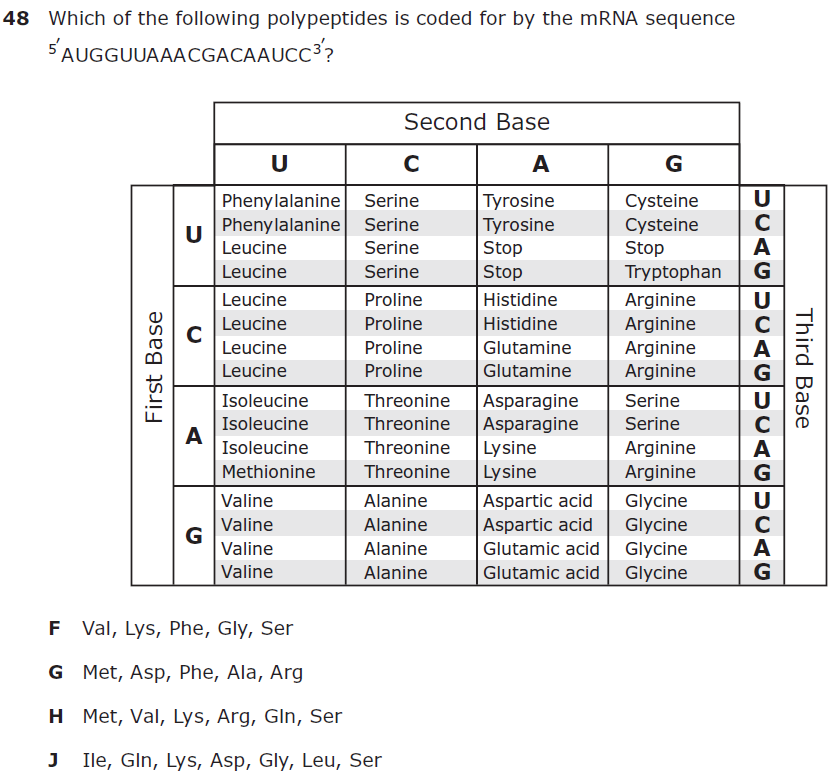 48 Which of the following polypeptides is coded for by the mRNA sequence
5′AUGGUUAAACGACAAUCC3′?
Second Base
U C A G
First Base
Third Base
U
Phenylalanine Serine Tyrosine Cysteine U
Phenylalanine Serine Tyrosine Cysteine C
Leucine Serine Stop Stop A
Leucine Serine Stop Tryptophan G
C
Leucine Proline Histidine Arginine U
Leucine Proline Histidine Arginine C
Leucine Proline Glutamine Arginine A
Leucine Proline Glutamine Arginine G
A
Isoleucine Threonine Asparagine Serine U
Isoleucine Threonine Asparagine Serine C
Isoleucine Threonine Lysine Arginine A
Methionine Threonine Lysine Arginine G
G
Valine Alanine Aspartic acid Glycine U
Valine Alanine Aspartic acid Glycine C
Valine Alanine Glutamic acid Glycine A
Valine Alanine Glutamic acid Glycine G
F Val, Lys, Phe, Gly, Ser
G Met, Asp, Phe, Ala, Arg
H Met, Val, Lys, Arg, Gln, Ser
J Ile, Gln, Lys, Asp, Gly, Leu, Ser